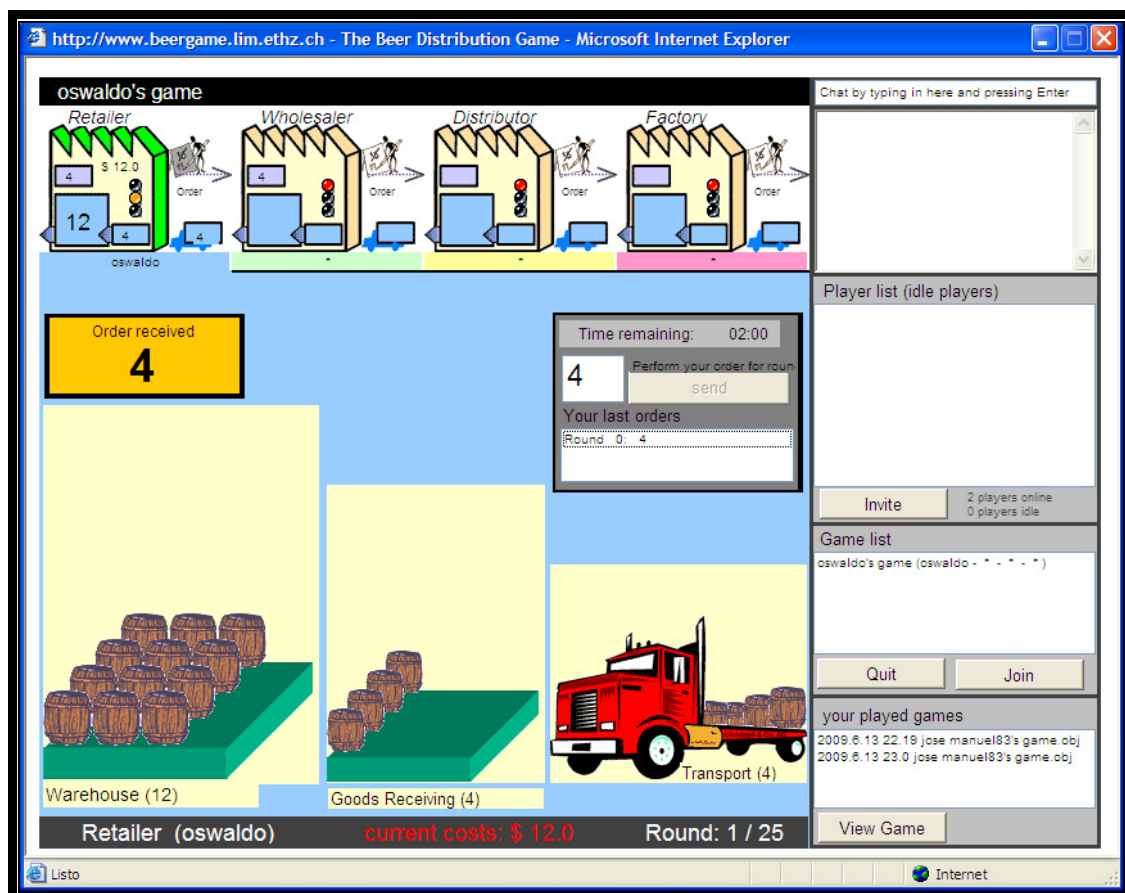 http://www.beergame.lim.ethz.ch - The Beer Distribution Game - Microsoft Internet Explorer
oswaldo's game
Chat by typing in here and pressing Enter
Retailer
Wholesaler
Distributor
Factory
$ 12.0
4
4
Order
Order
Order
Order
12
4
4
oswaldo
*
*
*
Player list (idle players)
Order received
4
Time remaining: 02:00
4
Perform your order for roun
send
Your last orders
Round 0: 4
Invite
2 players online
0 players idle
Game list
oswaldo's game (oswaldo - * - * - * )
Quit
Join
your played games
2009.6.13 22.19 jose manuel83's game.obj
2009.6.13 23.0 jose manuel83's game.obj
View Game
Transport (4)
Warehouse (12)
Goods Receiving (4)
Retailer (oswaldo)
current costs: $ 12.0
Round: 1 / 25
Listo
Internet